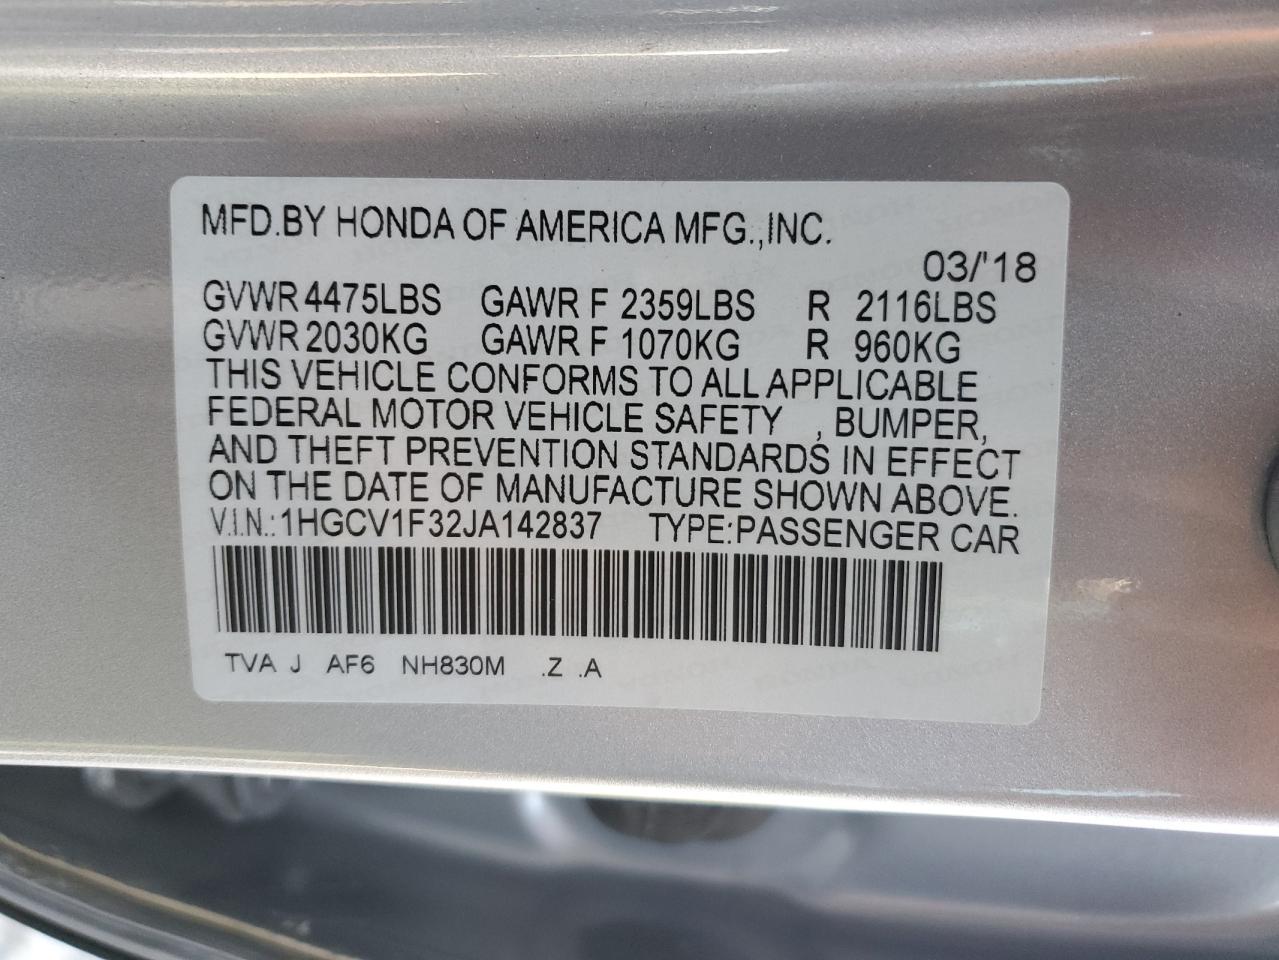 MFD.BY HONDA OF AMERICA MFG.,INC.
03/'18
GVWR 4475LBS GAWR F 2359LBS R 2116LBS
GVWR 2030KG GAWR F 1070KG R 960KG
THIS VEHICLE CONFORMS TO ALL APPLICABLE
FEDERAL MOTOR VEHICLE SAFETY , BUMPER,
AND THEFT PREVENTION STANDARDS IN EFFECT
ON THE DATE OF MANUFACTURE SHOWN ABOVE.
V.I.N.: 1HGCV1F32JA142837 TYPE:PASSENGER CAR
TVA J AF6 NH830M .Z .A